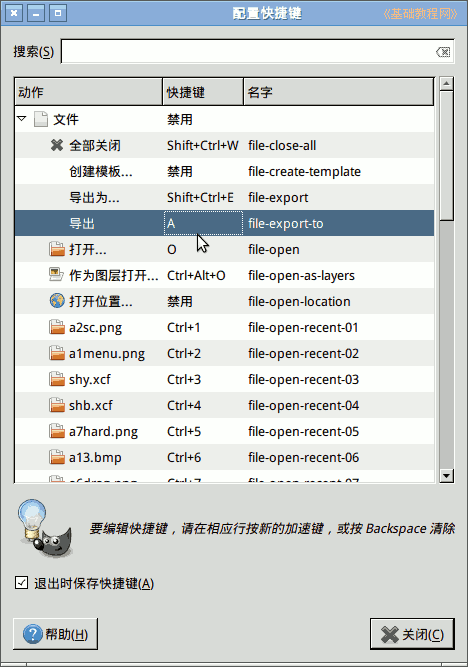 配置快捷键 《基础教程网》
搜索(S)
动作 快捷键 名字
文件 禁用
全部关闭 Shift+Ctrl+W file-close-all
创建模板... 禁用 file-create-template
导出为... Shift+Ctrl+E file-export
导出 A file-export-to
打开... O file-open
作为图层打开... Ctrl+Alt+O file-open-as-layers
打开位置... 禁用 file-open-location
a2sc.png Ctrl+1 file-open-recent-01
a1menu.png Ctrl+2 file-open-recent-02
shy.xcf Ctrl+3 file-open-recent-03
shb.xcf Ctrl+4 file-open-recent-04
a7hard.png Ctrl+5 file-open-recent-05
a13.bmp Ctrl+6 file-open-recent-06
Ctrl+7 file-open-recent-07
要编辑快捷键，请在相应行按新的加速键，或按 Backspace 清除
退出时保存快捷键(A)
帮助(H) 关闭(C)